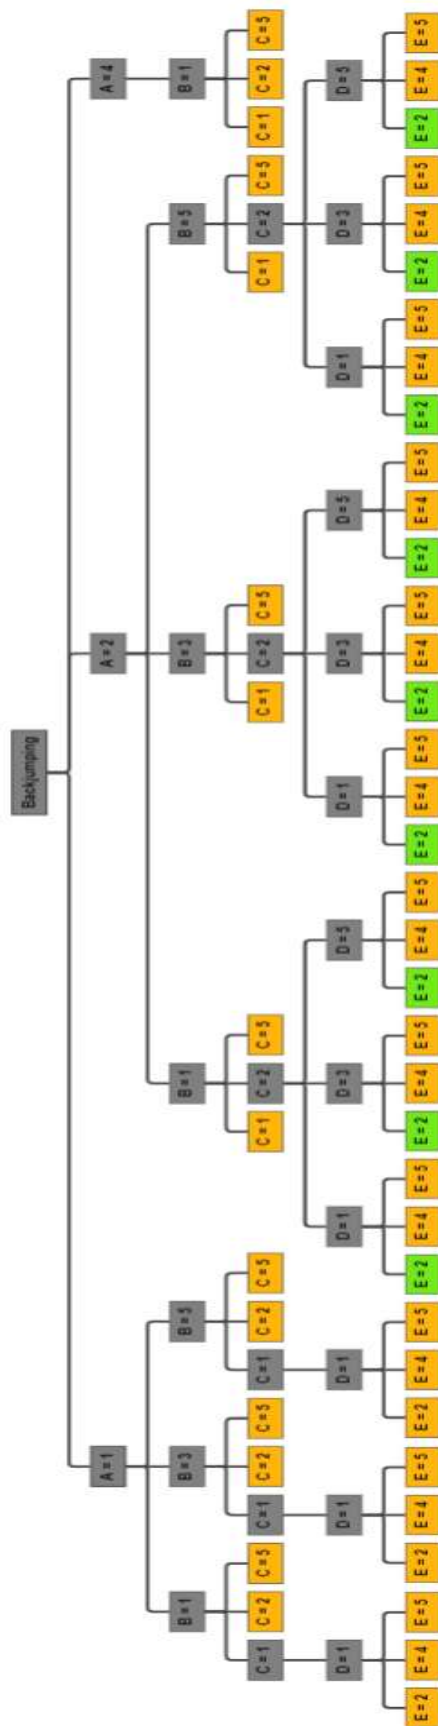 Backjumping
A = 1 A = 2 A = 4
B = 1 B = 3 B = 5 B = 1 B = 3 B = 5 B = 1
C = 1 C = 2 C = 5 C = 1 C = 2 C = 5 C = 1 C = 2 C = 5 C = 1 C = 2 C = 5 C = 1 C = 2 C = 5 C = 1 C = 2 C = 5 C = 1 C = 2 C = 5
D = 1 D = 1 D = 1 D = 1 D = 3 D = 5 D = 1 D = 3 D = 5 D = 1 D = 3 D = 5
E = 2 E = 4 E = 5 E = 2 E = 4 E = 5 E = 2 E = 4 E = 5 E = 2 E = 4 E = 5 E = 2 E = 4 E = 5 E = 2 E = 4 E = 5 E = 2 E = 4 E = 5 E = 2 E = 4 E = 5 E = 2 E = 4 E = 5 E = 2 E = 4 E = 5 E = 2 E = 4 E = 5 E = 2 E = 4 E = 5